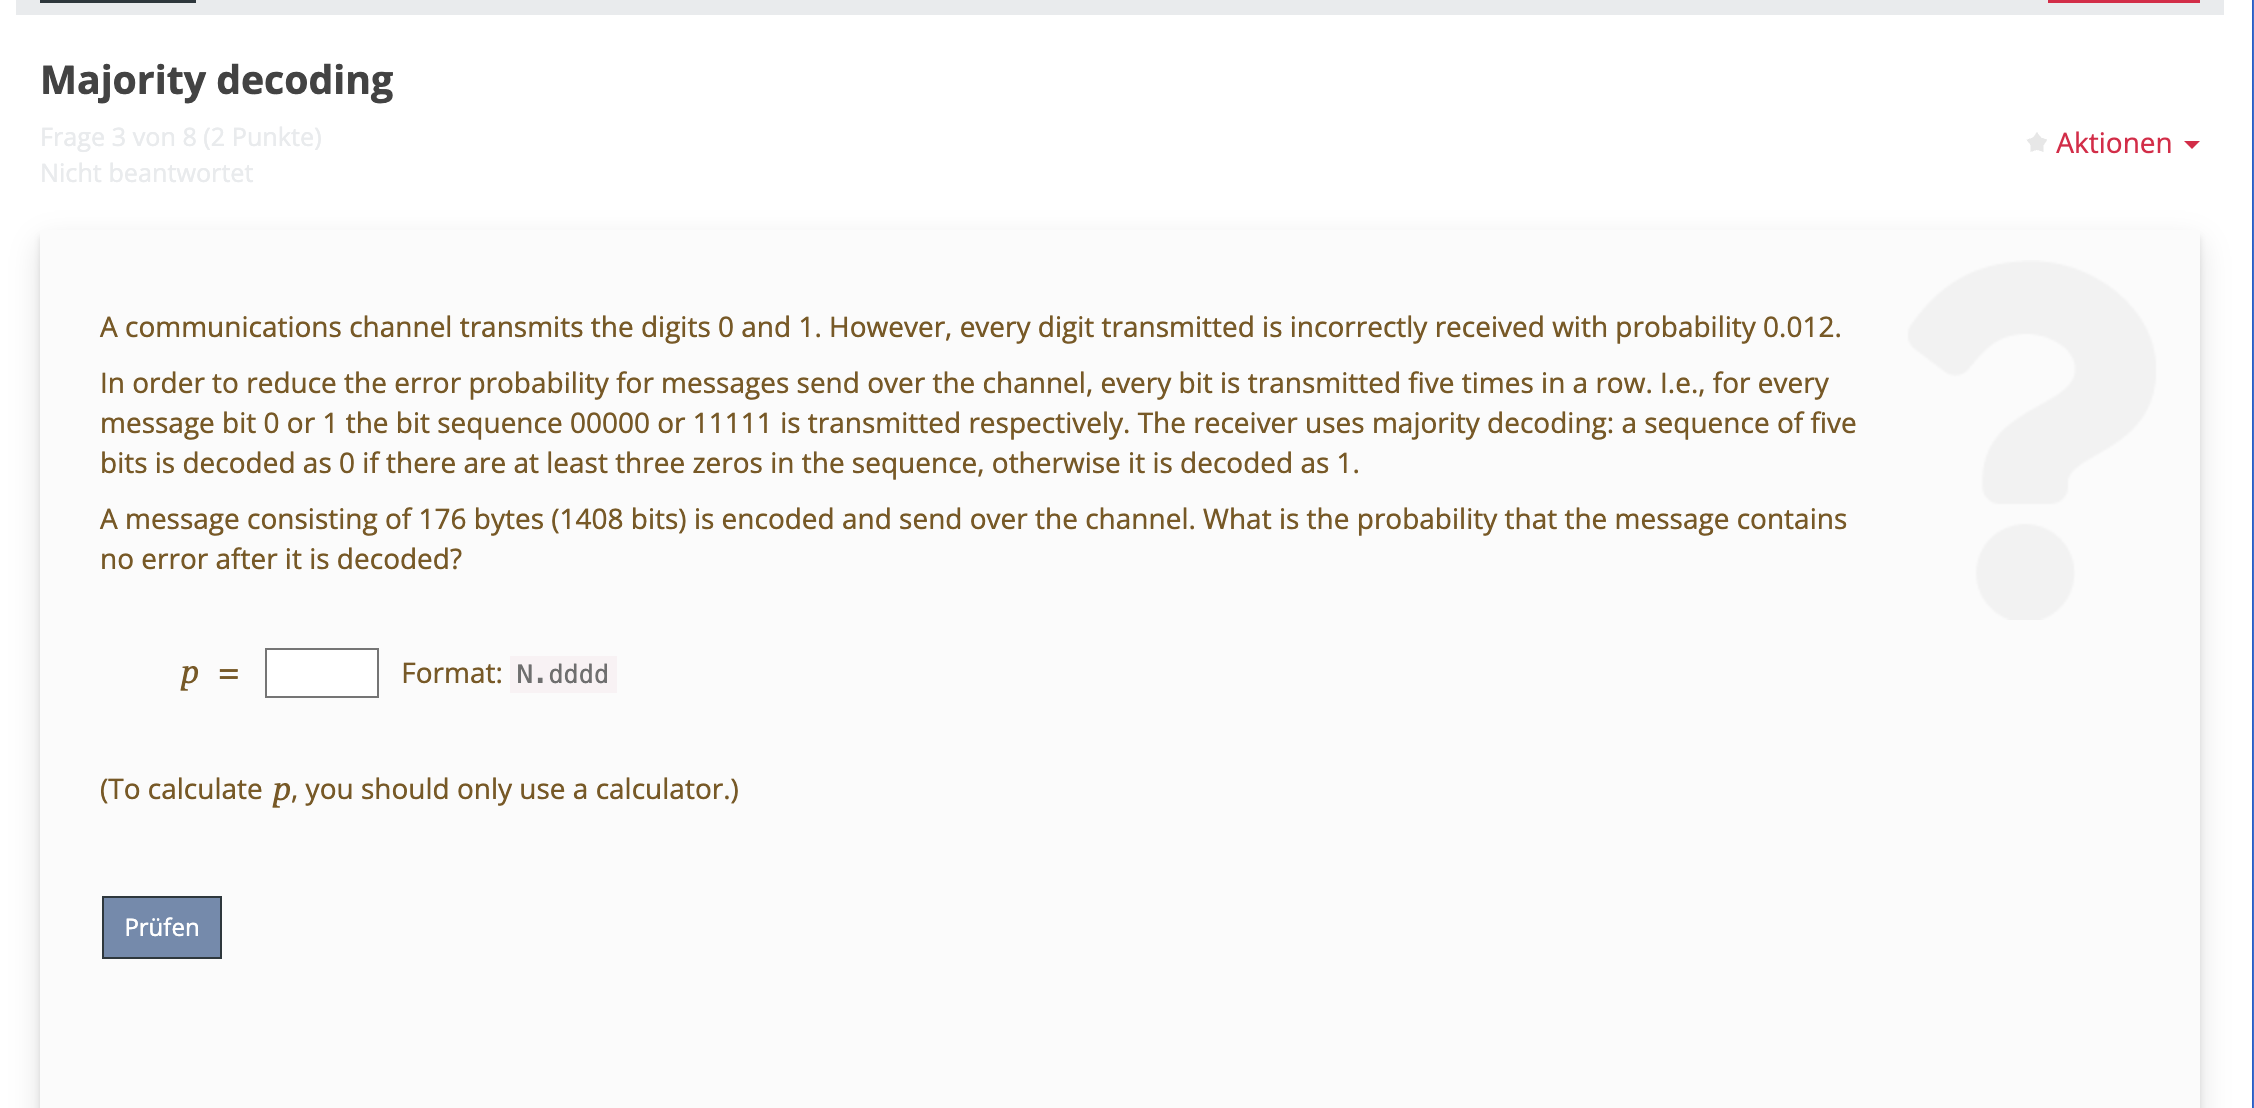 Majority decoding
Frage 3 von 8 (2 Punkte)
Nicht beantwortet
Aktionen
A communications channel transmits the digits 0 and 1. However, every digit transmitted is incorrectly received with probability 0.012.
In order to reduce the error probability for messages send over the channel, every bit is transmitted five times in a row. I.e., for every
message bit 0 or 1 the bit sequence 00000 or 11111 is transmitted respectively. The receiver uses majority decoding: a sequence of five
bits is decoded as 0 if there are at least three zeros in the sequence, otherwise it is decoded as 1.
A message consisting of 176 bytes (1408 bits) is encoded and send over the channel. What is the probability that the message contains
no error after it is decoded?
p = Format: N.dddd
(To calculate p, you should only use a calculator.)
Prüfen